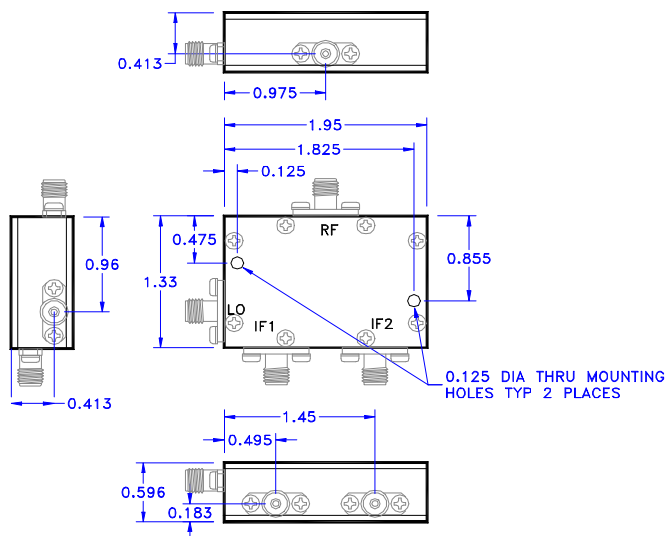 0.413
0.975
1.95
1.825
0.125
RF
0.475
0.96
1.33
0.855
LO
IF1
IF2
0.125 DIA THRU MOUNTING
HOLES TYP 2 PLACES
0.413
1.45
0.495
0.596
0.183